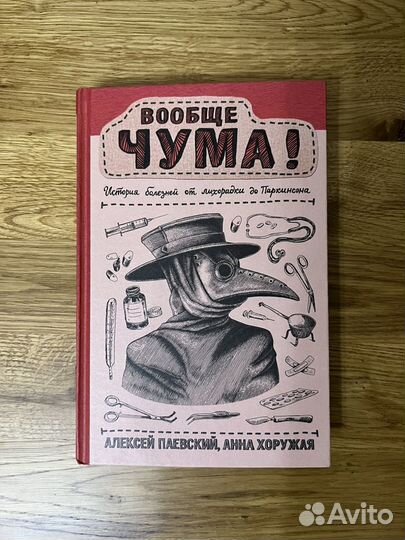 ВООБЩЕ
ЧУМА!
История болезней от лихорадки до Паркинсона
АЛЕКСЕЙ ПАЕВСКИЙ, АННА ХОРУЖАЯ
Avito